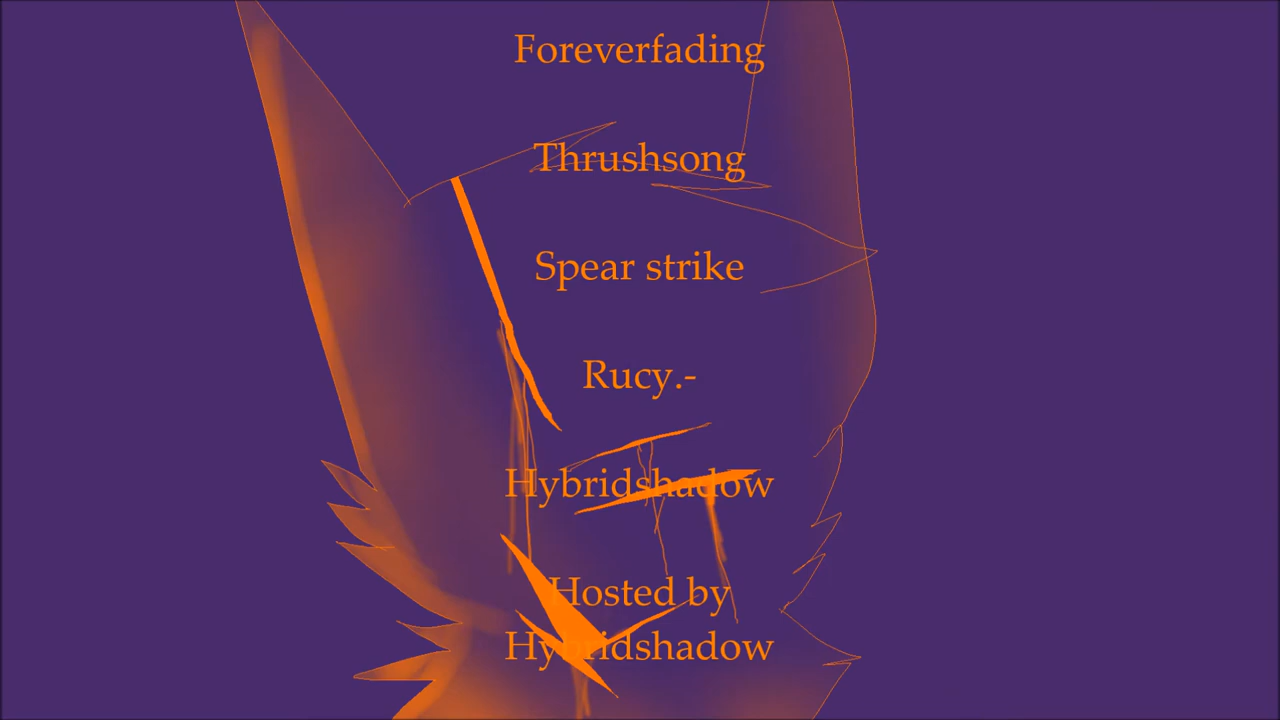 Foreverfading
Thrushsong
Spear strike
Rucy.-
Hybridshadow
Hosted by
Hybridshadow